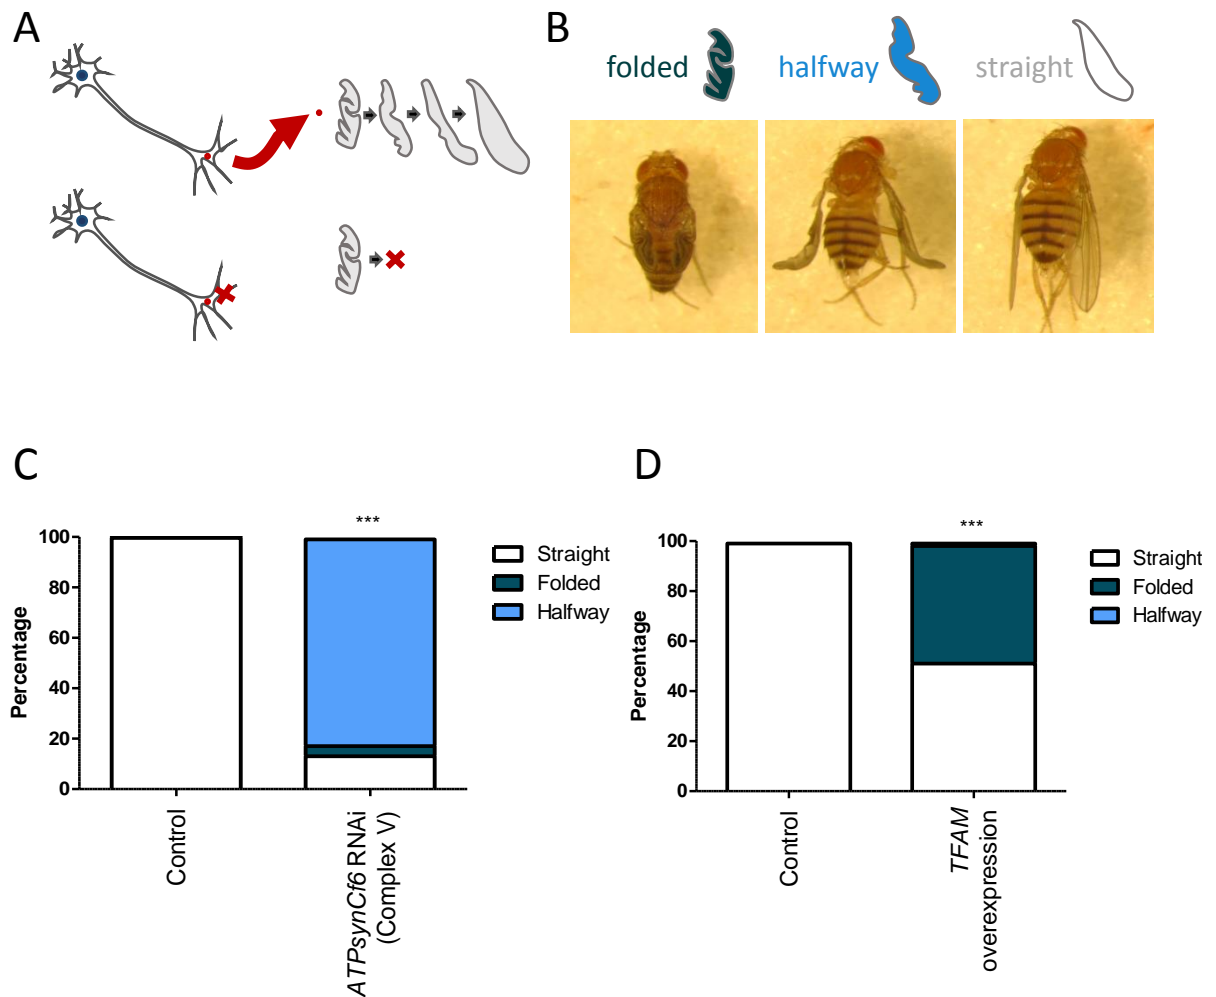 A
B
folded
halfway
straight
C
D
***
100
80
60
40
20
0
Percentage
Control
ATPsynCf6 RNAi
(Complex V)
Straight
Folded
Halfway
***
100
80
60
40
20
0
Percentage
Control
TFAM
overexpression
Straight
Folded
Halfway